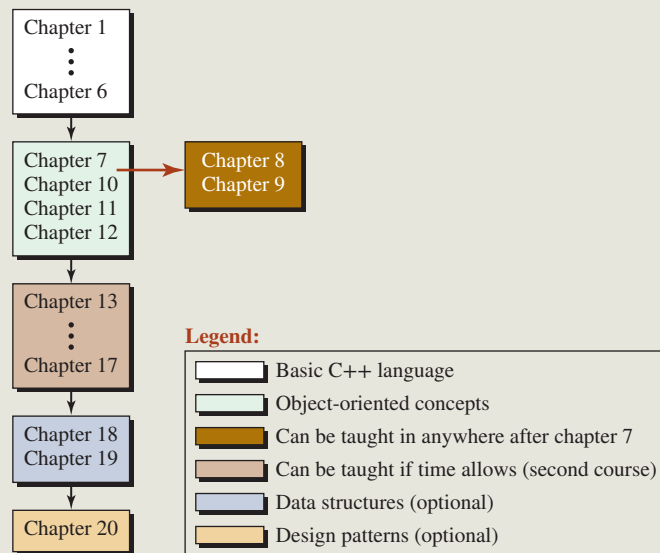 Chapter 1
Chapter 6
Chapter 7
Chapter 10
Chapter 11
Chapter 12
Chapter 8
Chapter 9
Chapter 13
Chapter 17
Chapter 18
Chapter 19
Chapter 20
Legend:
Basic C++ language
Object-oriented concepts
Can be taught in anywhere after chapter 7
Can be taught if time allows (second course)
Data structures (optional)
Design patterns (optional)